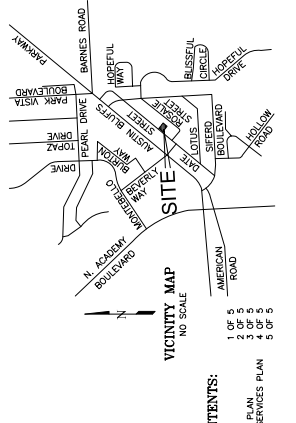 PARKWAY
BARNES ROAD
HOPEFUL
WAY
BLISSFUL
CIRCLE
HOPEFUL
DRIVE
PARK VISTA
BOULEVARD
PEARL DRIVE
TOPAZ
DRIVE
DRIVE
AUSTIN BLUFFS
STREET
ROSALIE
STREET
BURTON
WAY
BEVERLY
WAY
MONTEBELLO
LOTUS
DATE
SIFERD
BOULEVARD
HOLLOW
ROAD
SITE
N. ACADEMY
BOULEVARD
AMERICAN
ROAD
N
VICINITY MAP
NO SCALE
TENTS:
1 OF 5
2 OF 5
PLAN 3 OF 5
SERVICES PLAN 4 OF 5
5 OF 5